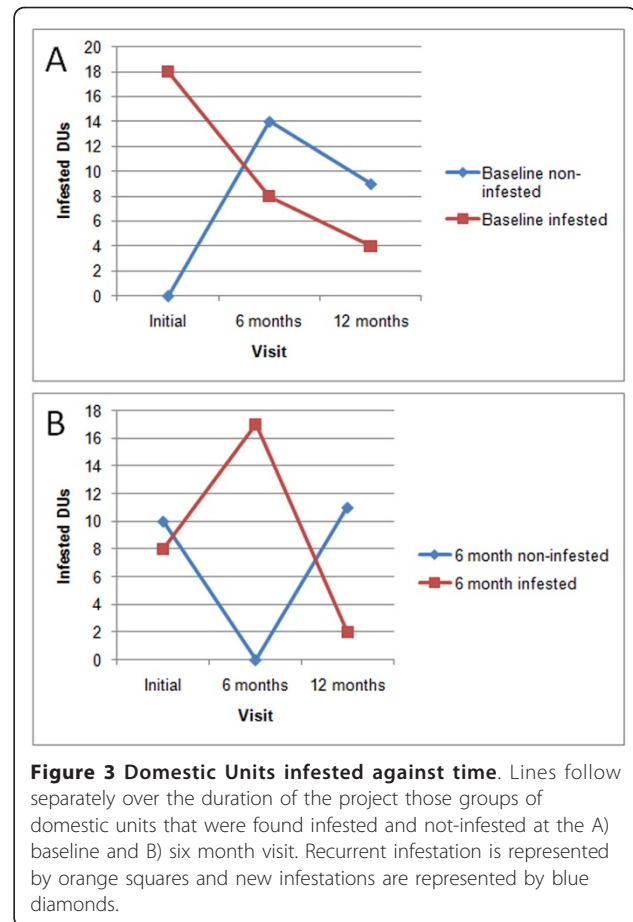 A
Infested DUs
20
18
16
14
12
10
8
6
4
2
0
Initial 6 months 12 months
Visit
Baseline non-
infested
Baseline infested
B
Infested DUs
18
16
14
12
10
8
6
4
2
0
Initial 6 months 12 months
Visit
6 month non-infested
6 month infested
Figure 3 Domestic Units infested against time. Lines follow
separately over the duration of the project those groups of
domestic units that were found infested and not-infested at the A)
baseline and B) six month visit. Recurrent infestation is represented
by orange squares and new infestations are represented by blue
diamonds.